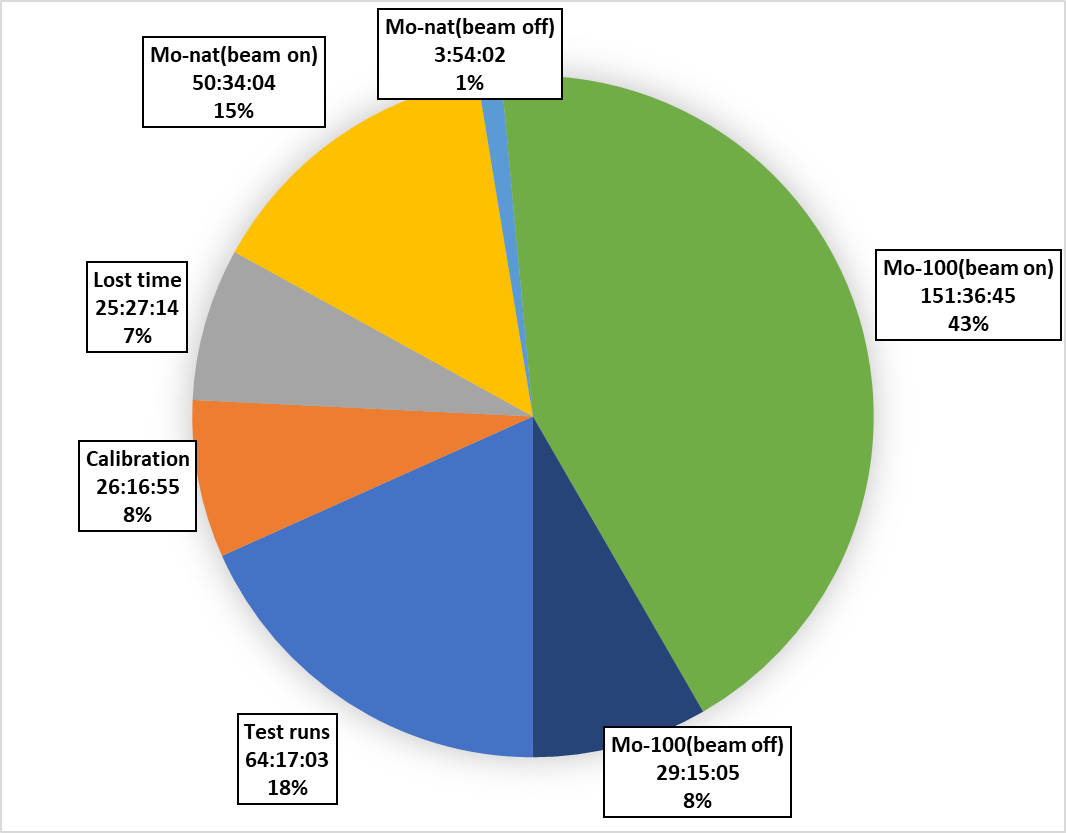 Mo-nat(beam off)
3:54:02
1%
Mo-nat(beam on)
50:34:04
15%
Mo-100(beam on)
151:36:45
43%
Lost time
25:27:14
7%
Calibration
26:16:55
8%
Test runs
64:17:03
18%
Mo-100(beam off)
29:15:05
8%